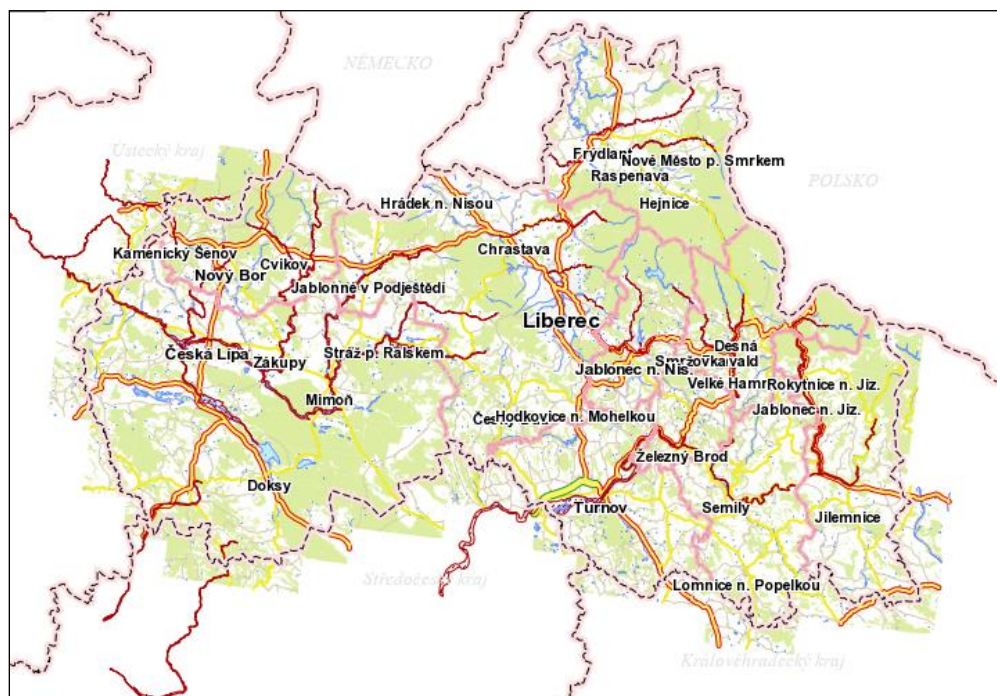 NĚMECKO
Ústecký kraj
Frýdlant
Nové Město p. Smrkem
Raspenava
POLSKO
Hejnice
Hrádek n. Nisou
Chrastava
Kamenický Šenov
Cvikov
Nový Bor
Jablonné v Podještědí
Liberec
Desná
Česká Lípa
Stráž p. Ralskem
Zákupy
Smržovka
Jablonec n. Nis.
Velké Hamr
Rokytnice n. Jiz.
Mimoň
Jablonec n. Jiz.
Hodkovice n. Mohelkou
Železný Brod
Doksy
Turnov
Semily
Jilemnice
Středočeský kraj
Lomnice n. Popelkou
Královéhradecký kraj